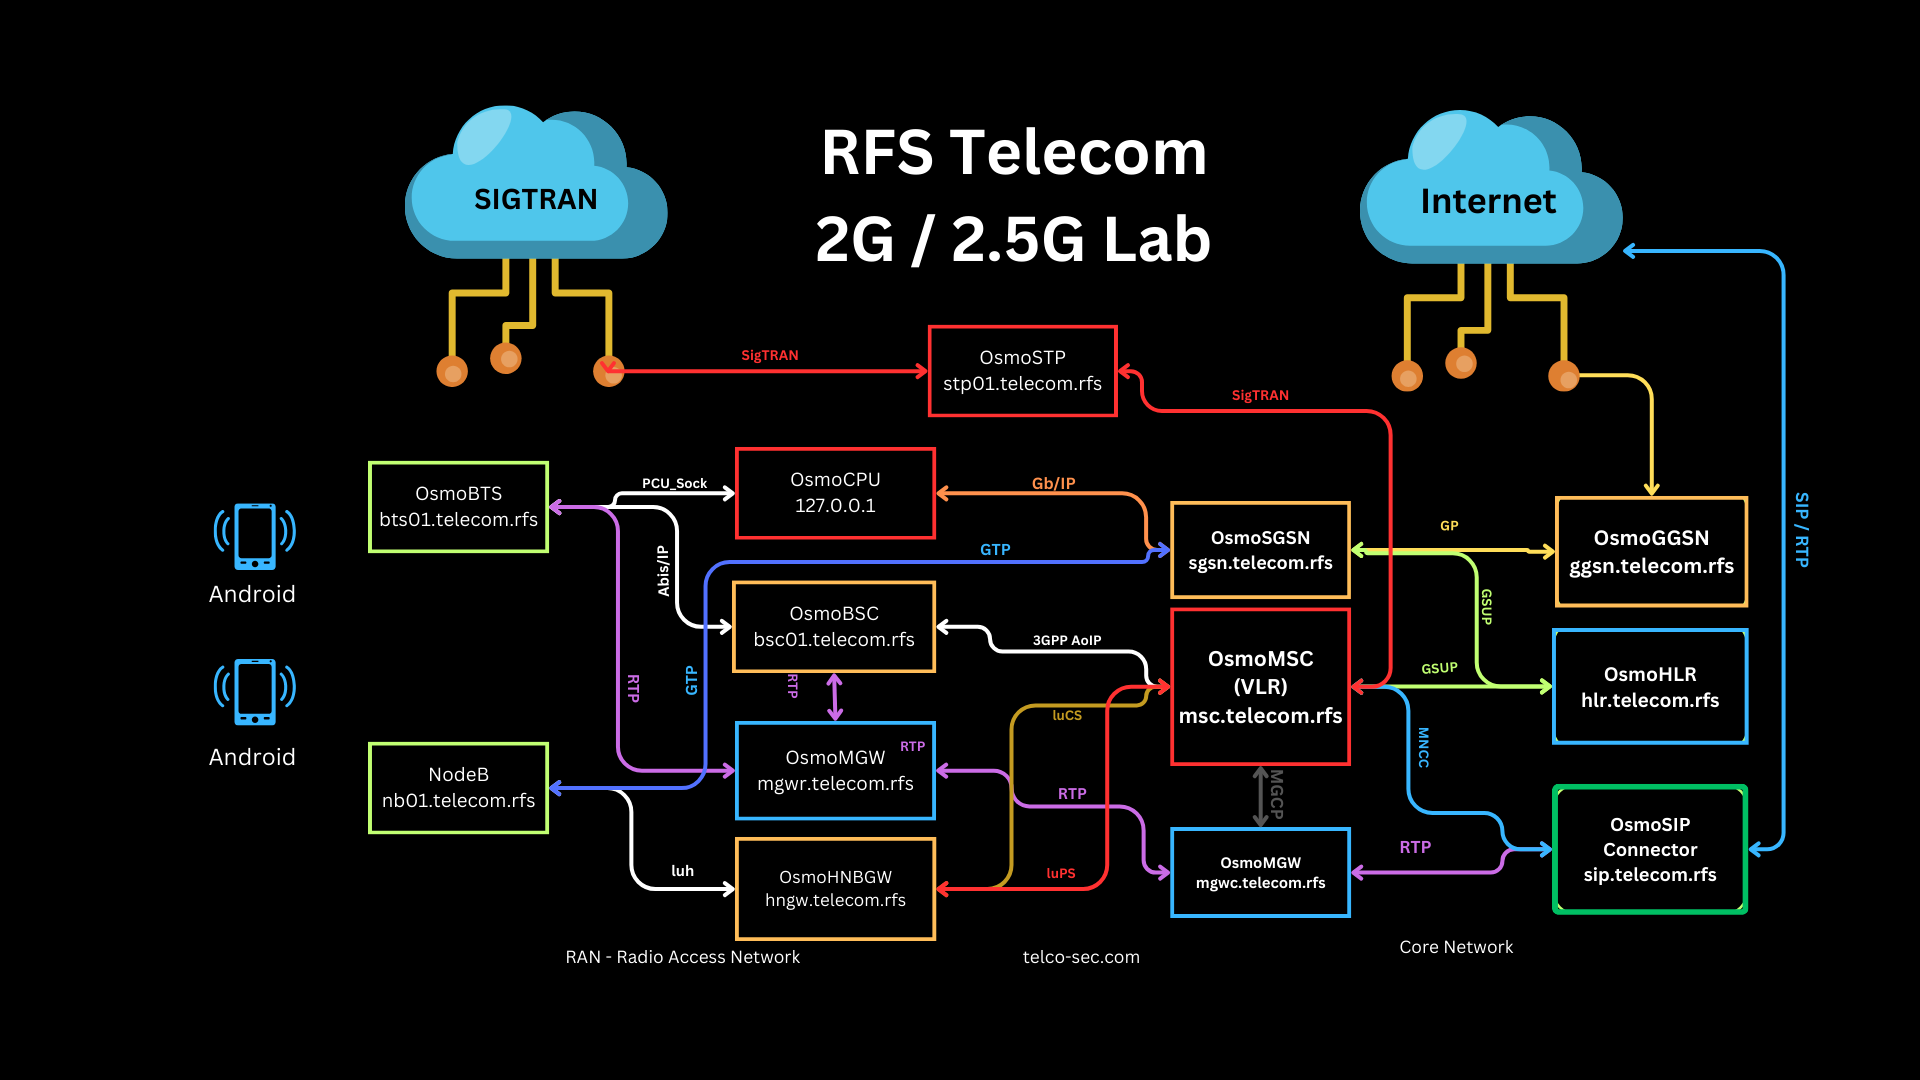 RFS Telecom
2G / 2.5G Lab
SIGTRAN
Internet
SigTRAN
OsmoSTP
stp01.telecom.rfs
SigTRAN
OsmoBTS
bts01.telecom.rfs
PCU_Sock
OsmoCPU
127.0.0.1
Gb/IP
OsmoSGSN
sgsn.telecom.rfs
GP
OsmoGGSN
ggsn.telecom.rfs
SIP / RTP
Android
Abis/IP
GTP
OsmoBSC
bsc01.telecom.rfs
3GPP AoIP
GSUP
OsmoMSC
(VLR)
msc.telecom.rfs
GSUP
OsmoHLR
hlr.telecom.rfs
RTP
GTP
RTP
luCS
MNCC
Android
NodeB
nb01.telecom.rfs
OsmoMGW
RTP
mgwr.telecom.rfs
RTP
MGCP
OsmoSIP
Connector
sip.telecom.rfs
luh
OsmoHNBGW
hngw.telecom.rfs
luPS
OsmoMGW
mgwc.telecom.rfs
RTP
RAN - Radio Access Network
telco-sec.com
Core Network